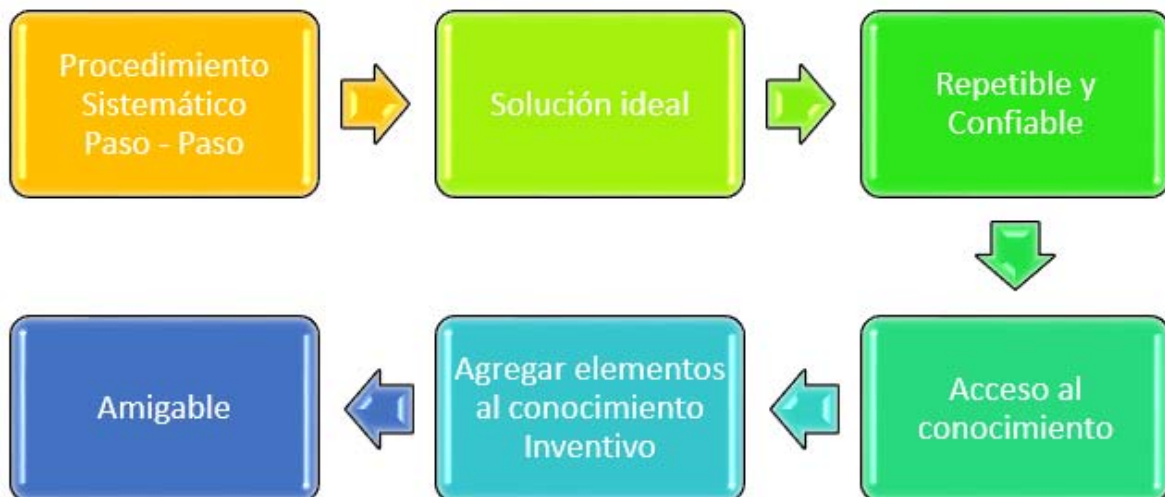 Procedimiento
Sistemático
Paso - Paso
Solución ideal
Repetible y
Confiable
Acceso al
conocimiento
Agregar elementos
al conocimiento
Inventivo
Amigable